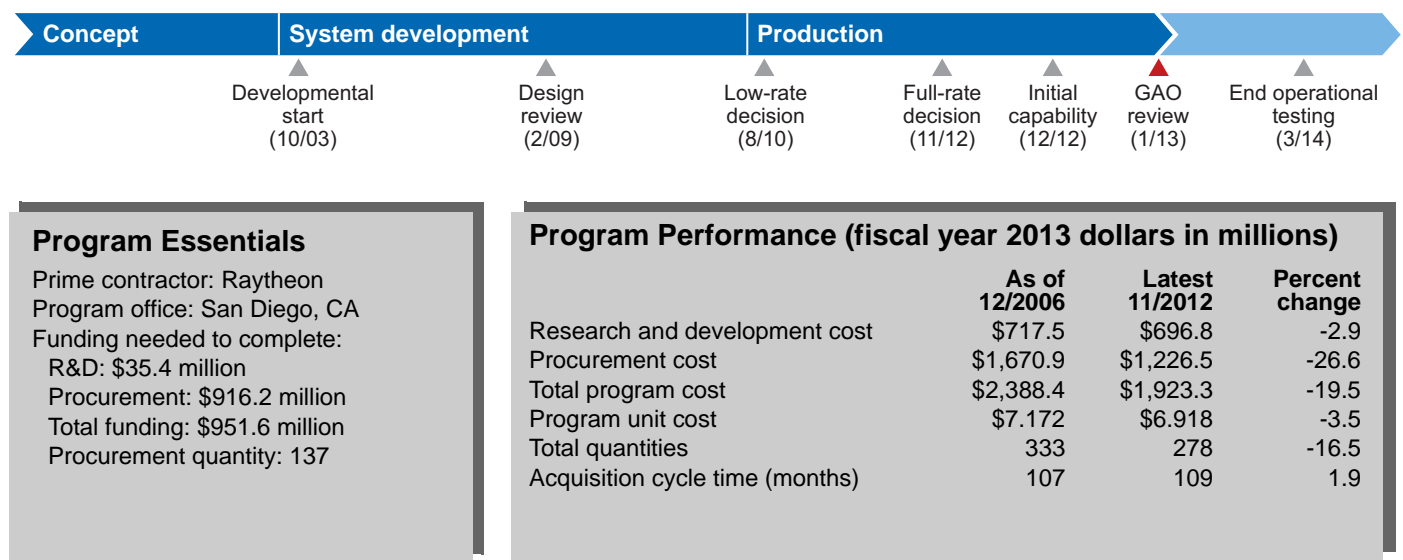 Concept System development Production
Developmental start (10/03)
Design review (2/09)
Low-rate decision (8/10)
Full-rate decision (11/12)
Initial capability (12/12)
GAO review (1/13)
End operational testing (3/14)
Program Essentials
Prime contractor: Raytheon
Program office: San Diego, CA
Funding needed to complete:
R&D: $35.4 million
Procurement: $916.2 million
Total funding: $951.6 million
Procurement quantity: 137
Program Performance (fiscal year 2013 dollars in millions)
As of 12/2006 Latest 11/2012 Percent change
Research and development cost $717.5 $696.8 -2.9
Procurement cost $1,670.9 $1,226.5 -26.6
Total program cost $2,388.4 $1,923.3 -19.5
Program unit cost $7.172 $6.918 -3.5
Total quantities 333 278 -16.5
Acquisition cycle time (months) 107 109 1.9